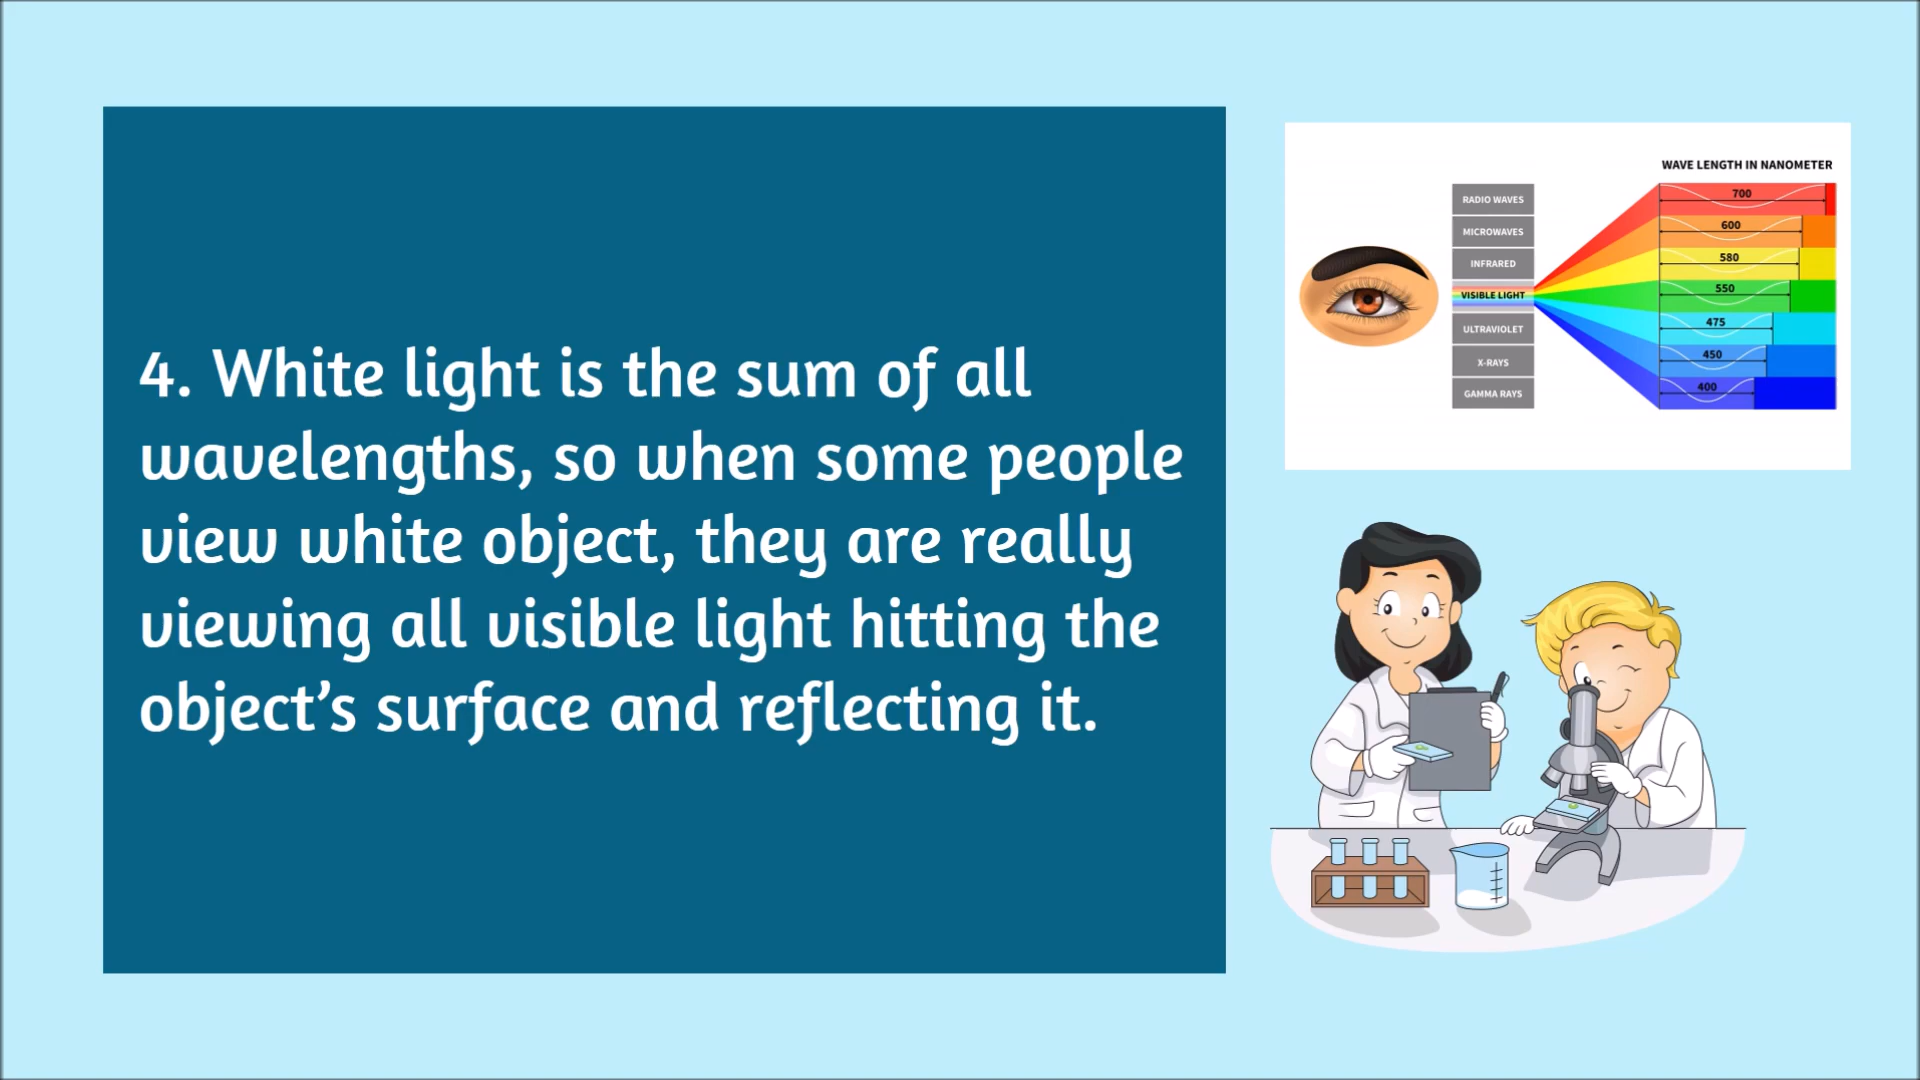 4. White light is the sum of all
wavelengths, so when some people
view white object, they are really
viewing all visible light hitting the
object’s surface and reflecting it.
WAVE LENGTH IN NANOMETER
RADIO WAVES
MICROWAVES
INFRARED
VISIBLE LIGHT
ULTRAVIOLET
X-RAYS
GAMMA RAYS
700
600
580
550
475
450
400